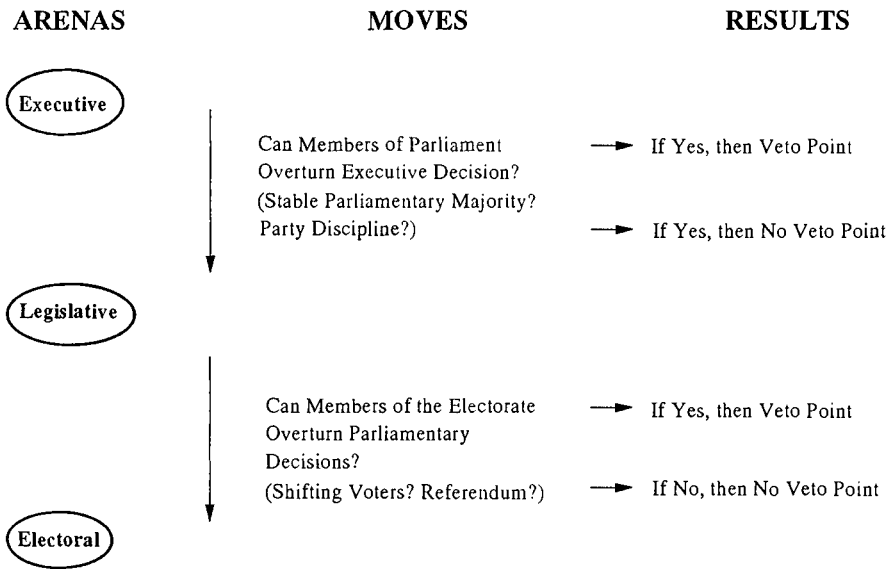 ARENAS MOVES RESULTS
Executive
Can Members of Parliament If Yes, then Veto Point
Overturn Executive Decision?
(Stable Parliamentary Majority?
Party Discipline?) If Yes, then No Veto Point
Legislative
Can Members of the Electorate If Yes, then Veto Point
Overturn Parliamentary
Decisions?
(Shifting Voters? Referendum?) If No, then No Veto Point
Electoral